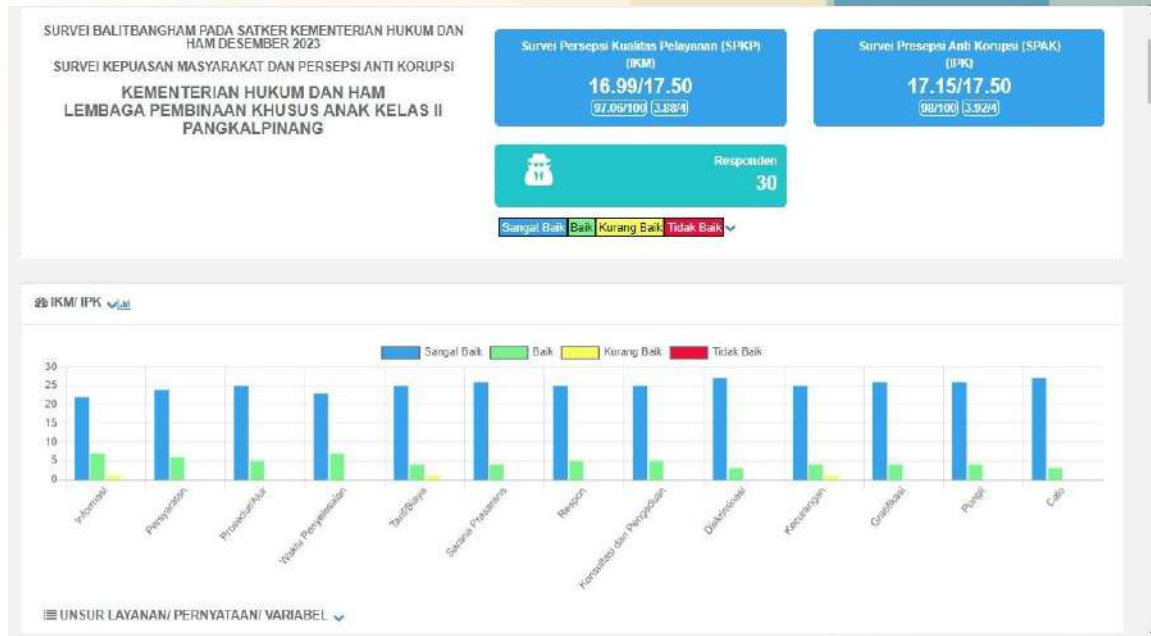 SURVEI BALITBANGHAM PADA SATKER KEMENTERIAN HUKUM DAN
HAM DESEMBER 2023
SURVEI KEPUASAN MASYARAKAT DAN PERSEPSI ANTI KORUPSI
KEMENTERIAN HUKUM DAN HAM
LEMBAGA PEMBINAAN KHUSUS ANAK KELAS II
PANGKALPINANG
Survei Persepsi Kualitas Pelayanan (SPKP)
(IKM)
16.99/17.50
97.06/100 3.88/4
Survei Presepsi Anti Korupsi (SPAK)
(IPK)
17.15/17.50
98/100 3.92/4
Responden
30
Sangat Baik Baik Kurang Baik Tidak Baik
IKM/ IPK
Sangat Baik Baik Kurang Baik Tidak Baik
30
25
20
15
10
5
0
Informasi
Persyaratan
Prosedur/Alur
Waktu Penyelesaian
Tarif/Biaya
Sarana Prasarana
Respon
Konsultasi dan Pengaduan
Diskriminasi
Kecurangan
Gratifikasi
Pungli
Calo
UNSUR LAYANAN/ PERNYATAAN/ VARIABEL